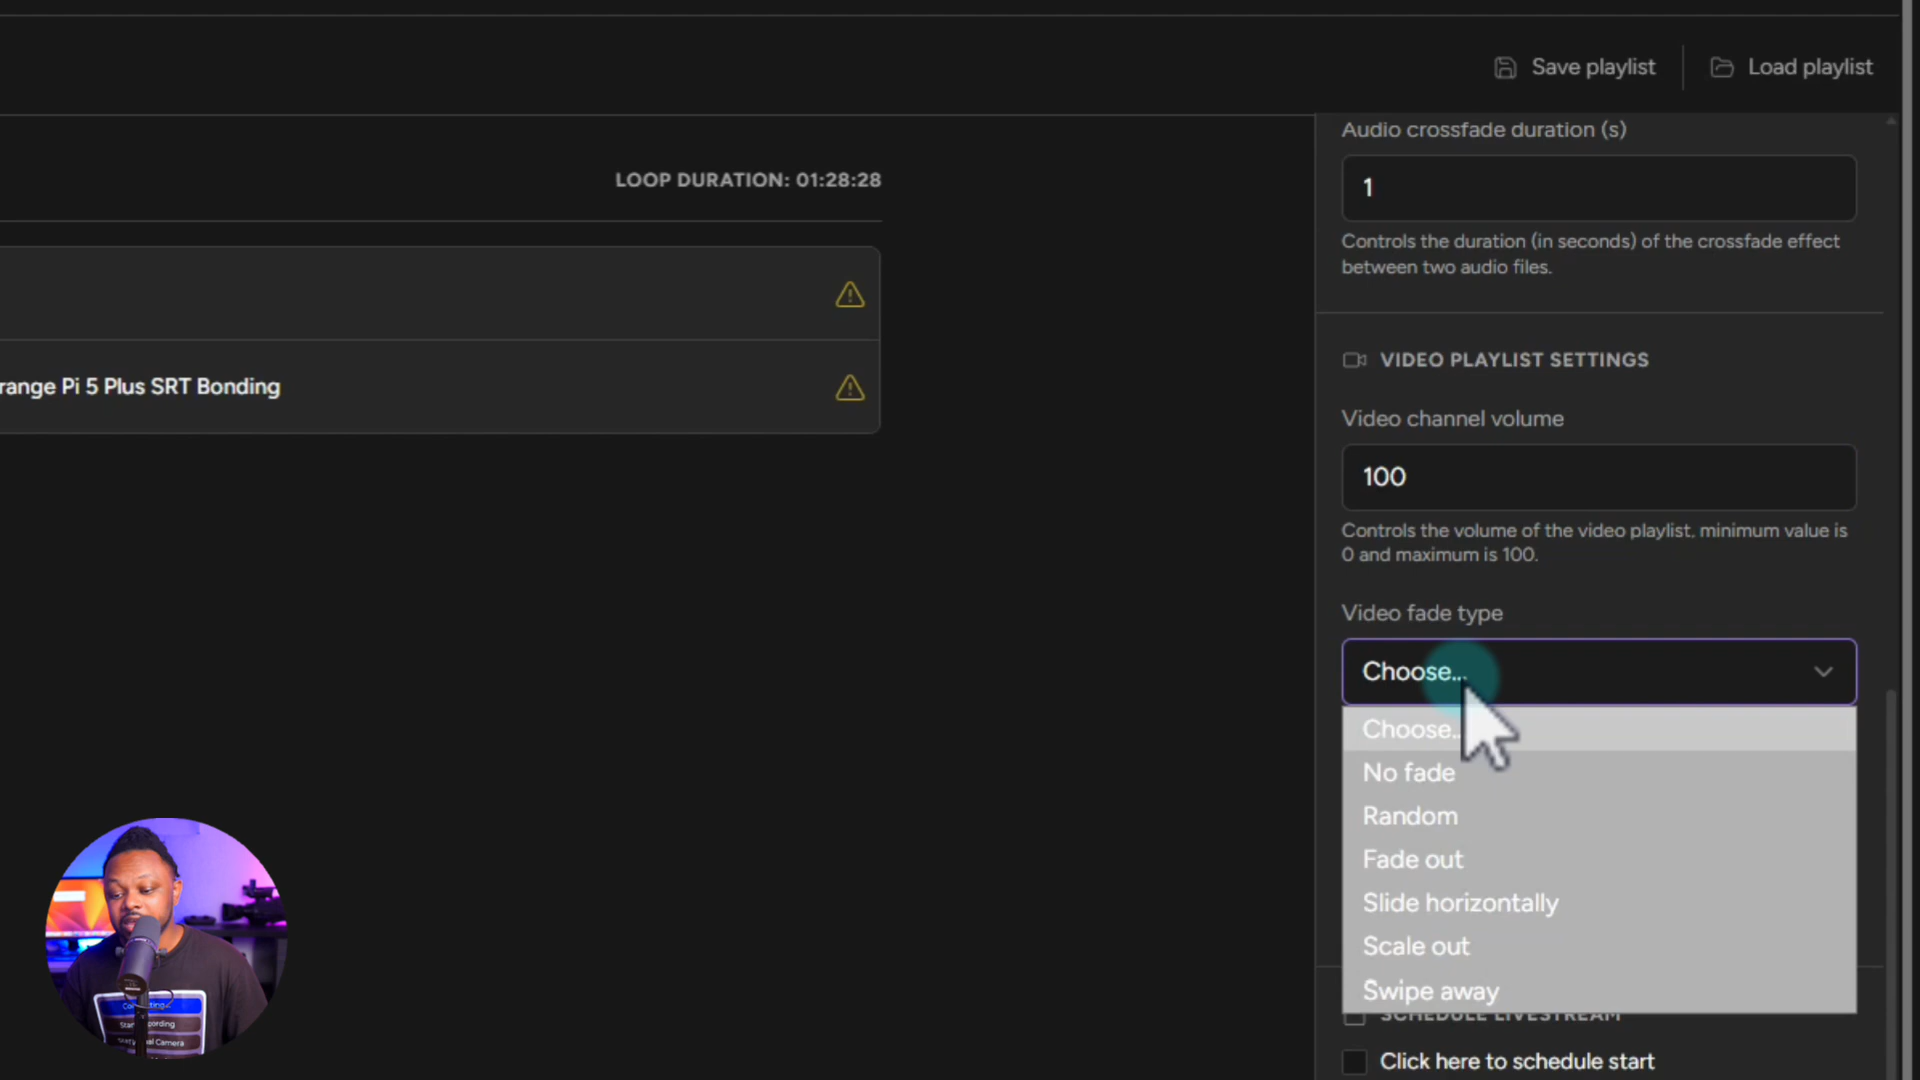 Save playlist
Load playlist
Audio crossfade duration (s)
1
Controls the duration (in seconds) of the crossfade effect
between two audio files.
LOOP DURATION: 01:28:28
range Pi 5 Plus SRT Bonding
VIDEO PLAYLIST SETTINGS
Video channel volume
100
Controls the volume of the video playlist, minimum value is
0 and maximum is 100.
Video fade type
Choose...
Choose..
No fade
Random
Fade out
Slide horizontally
Scale out
Swipe away
SCHEDULE LIVESTREAM
Click here to schedule start